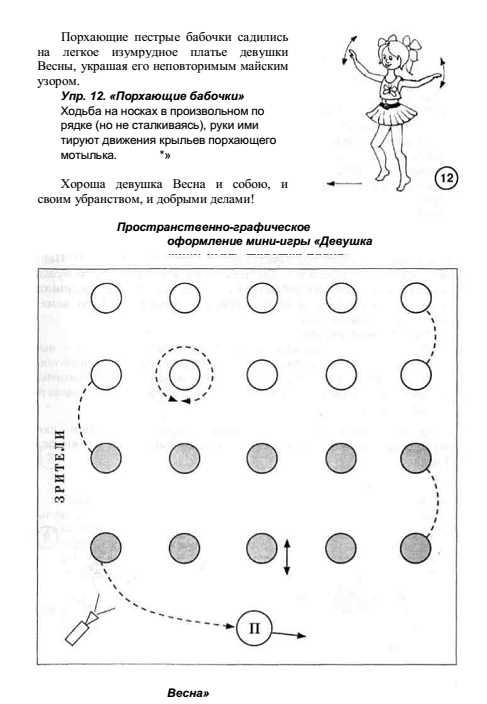 Порхающие пестрые бабочки садились
на легкое изумрудное платье девушки
Весны, украшая его неповторимым майским
узором.
Упр. 12. «Порхающие бабочки»
Ходьба на носках в произвольном по
рядке (но не сталкиваясь), руки ими
тируют движения крыльев порхающего
мотылька. *»
12
Хороша девушка Весна и собою, и
своим убранством, и добрыми делами!
Пространственно-графическое
оформление мини-игры «Девушка
ЗРИТЕЛИ
П
Весна»